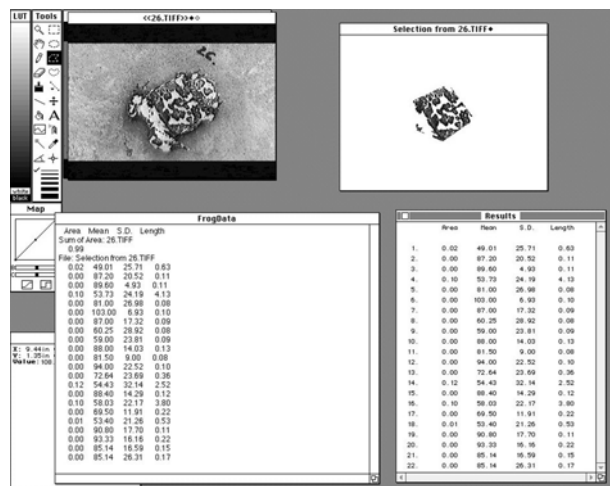 LUT
Tools
<<26.TIFF>>◆◇
26.
Selection from 26.TIFF◆
white
black
Map
X: 9.44in
Y: 1.35in
FrogData
Area Mean S.D. Length
Sum of Area: 26.TIFF
0.99
File: Selection from 26.TIFF
0.02 49.01 25.71 0.63
0.00 87.20 20.52 0.11
0.00 89.60 4.93 0.11
0.10 53.73 24.19 4.13
0.00 81.00 26.98 0.08
0.00 103.00 6.93 0.10
0.00 87.00 17.32 0.09
0.00 60.25 28.92 0.08
0.00 59.00 23.81 0.09
0.00 88.00 14.03 0.13
0.00 81.50 9.00 0.08
0.00 94.00 22.52 0.10
0.00 72.64 23.69 0.36
0.12 54.43 32.14 2.52
0.00 88.40 14.29 0.12
0.10 58.03 22.17 3.80
0.00 69.50 11.91 0.22
0.01 53.40 21.26 0.53
0.00 90.80 17.70 0.11
0.00 93.33 16.16 0.22
0.00 85.14 16.59 0.15
0.00 85.14 26.31 0.17
Results
Area Mean S.D. Length
1. 0.02 49.01 25.71 0.63
2. 0.00 87.20 20.52 0.11
3. 0.00 89.60 4.93 0.11
4. 0.10 53.73 24.19 4.13
5. 0.00 81.00 26.98 0.08
6. 0.00 103.00 6.93 0.10
7. 0.00 87.00 17.32 0.09
8. 0.00 60.25 28.92 0.08
9. 0.00 59.00 23.81 0.09
10. 0.00 88.00 14.03 0.13
11. 0.00 81.50 9.00 0.08
12. 0.00 94.00 22.52 0.10
13. 0.00 72.64 23.69 0.36
14. 0.12 54.43 32.14 2.52
15. 0.00 88.40 14.29 0.12
16. 0.10 58.03 22.17 3.80
17. 0.00 69.50 11.91 0.22
18. 0.01 53.40 21.26 0.53
19. 0.00 90.80 17.70 0.11
20. 0.00 93.33 16.16 0.22
21. 0.00 85.14 16.59 0.15
22. 0.00 85.14 26.31 0.17